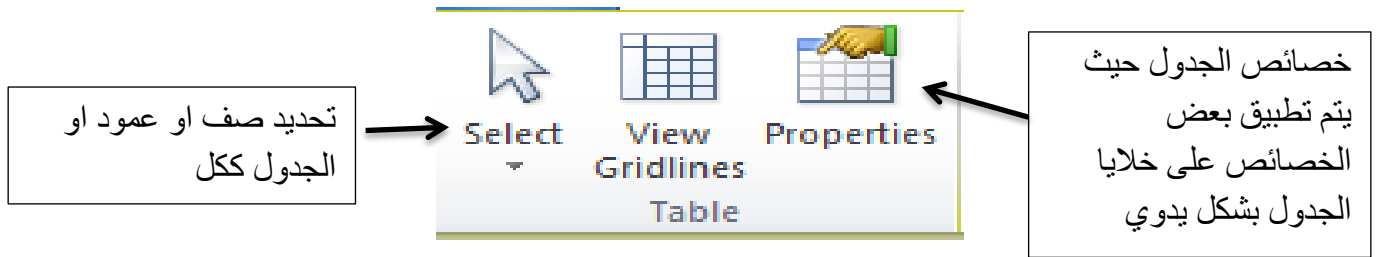 خصائص الجدول حيث
يتم تطبيق بعض
الخصائص على خلايا
الجدول بشكل يدوي
تحديد صف او عمود او
الجدول ككل
Select
View
Gridlines
Properties
Table